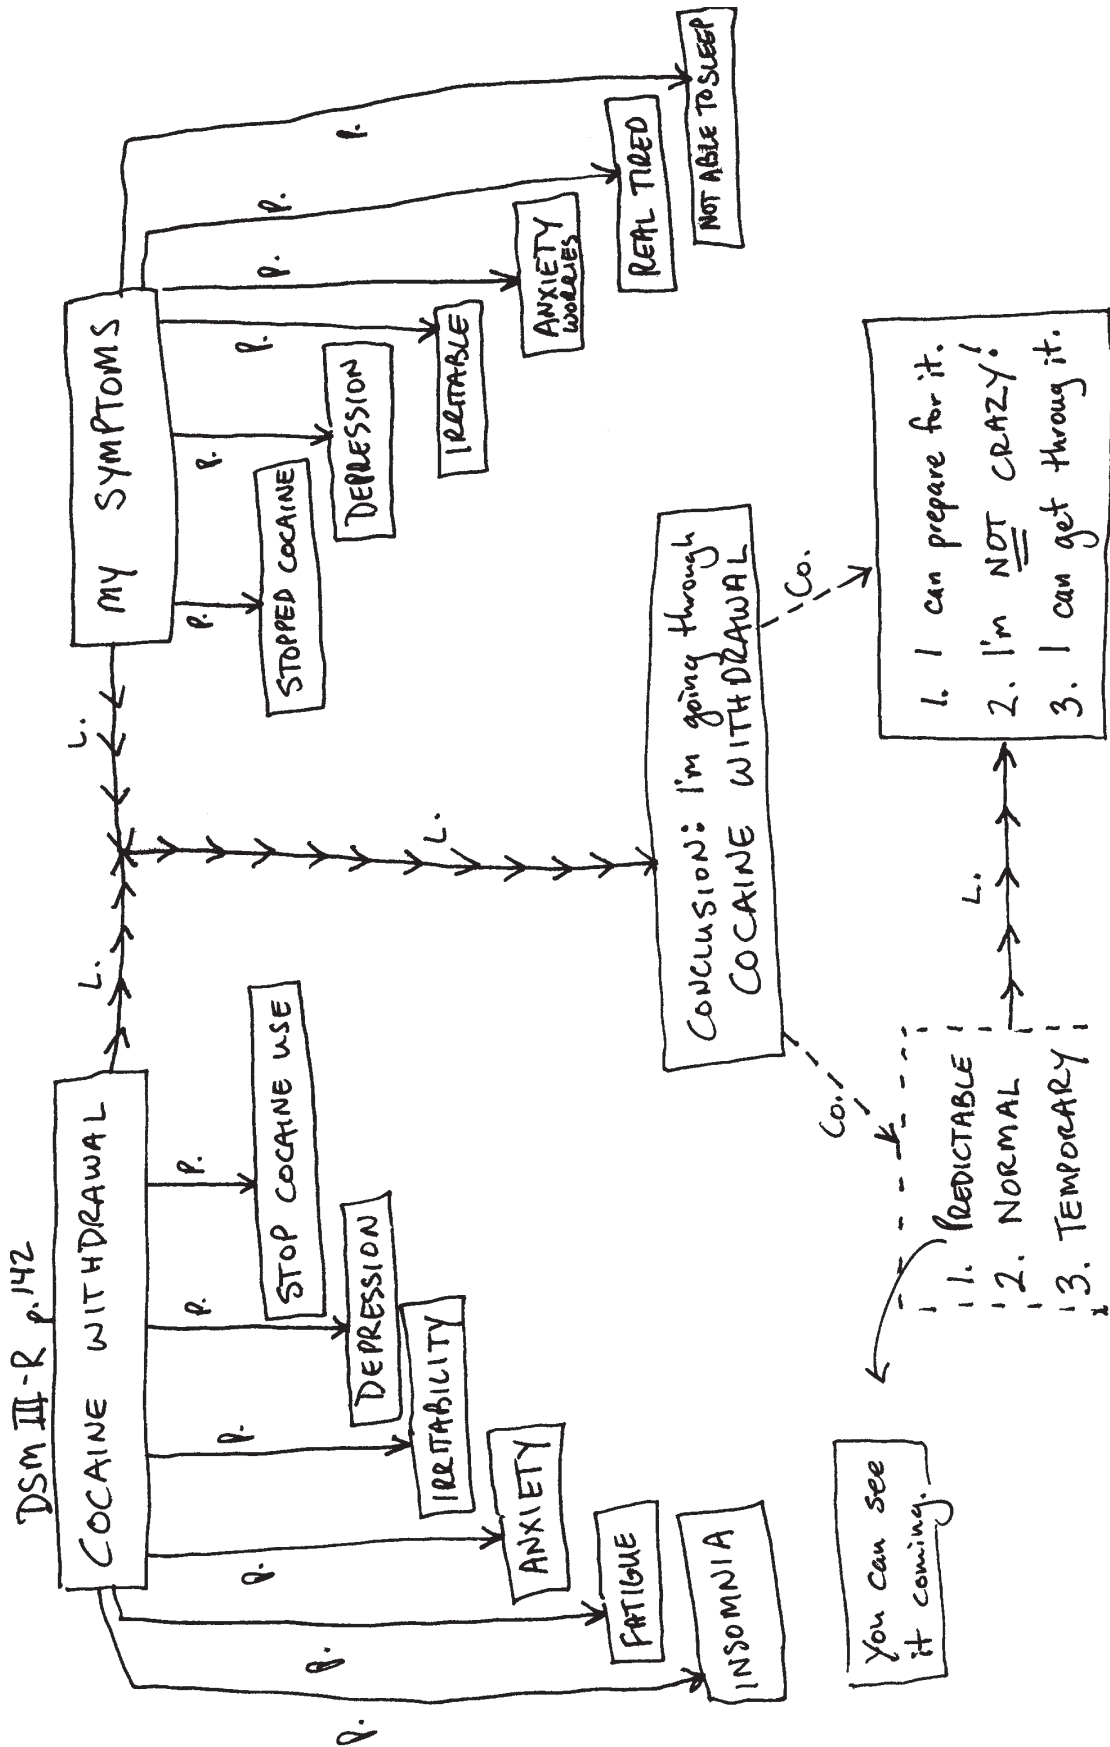 DSM III-R p.142
COCAINE WITHDRAWAL
L.
L.
MY SYMPTOMS
P.
P.
P.
P.
P.
P.
STOP COCAINE USE
DEPRESSION
IRRITABILITY
ANXIETY
FATIGUE
INSOMNIA
P.
P.
P.
P.
P.
P.
STOPPED COCAINE
DEPRESSION
IRRITABLE
ANXIETY
WORRIES
REAL TIRED
NOT ABLE TO SLEEP
L.
CONCLUSION: I'm going through
COCAINE WITHDRAWAL
Co.
Co.
You can see
it coming.
1. PREDICTABLE
2. NORMAL
3. TEMPORARY
L.
1. I can prepare for it.
2. I'm NOT CRAZY!
3. I can get throug it.